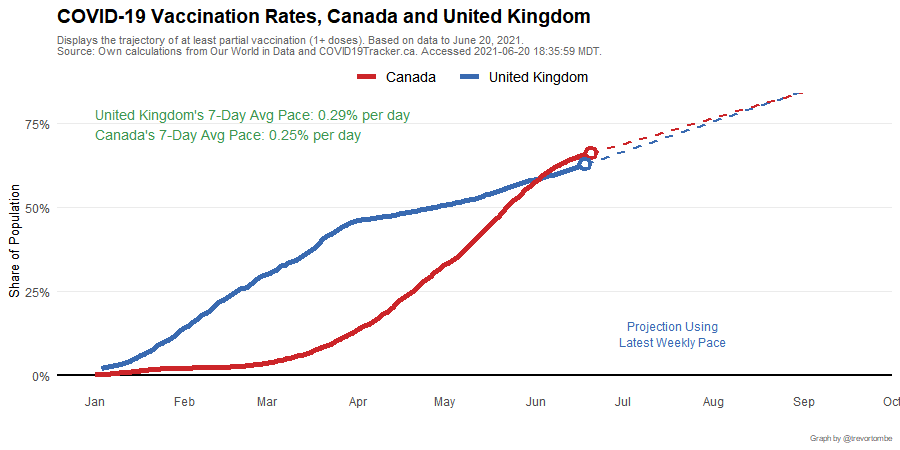 COVID-19 Vaccination Rates, Canada and United Kingdom
Displays the trajectory of at least partial vaccination (1+ doses). Based on data to June 20, 2021.
Source: Own calculations from Our World in Data and COVID19Tracker.ca. Accessed 2021-06-20 18:35:59 MDT.
Canada United Kingdom
United Kingdom's 7-Day Avg Pace: 0.29% per day
Canada's 7-Day Avg Pace: 0.25% per day
75%
50%
25%
0%
Share of Population
Projection Using
Latest Weekly Pace
Jan Feb Mar Apr May Jun Jul Aug Sep Oct
Graph by @trevortombe